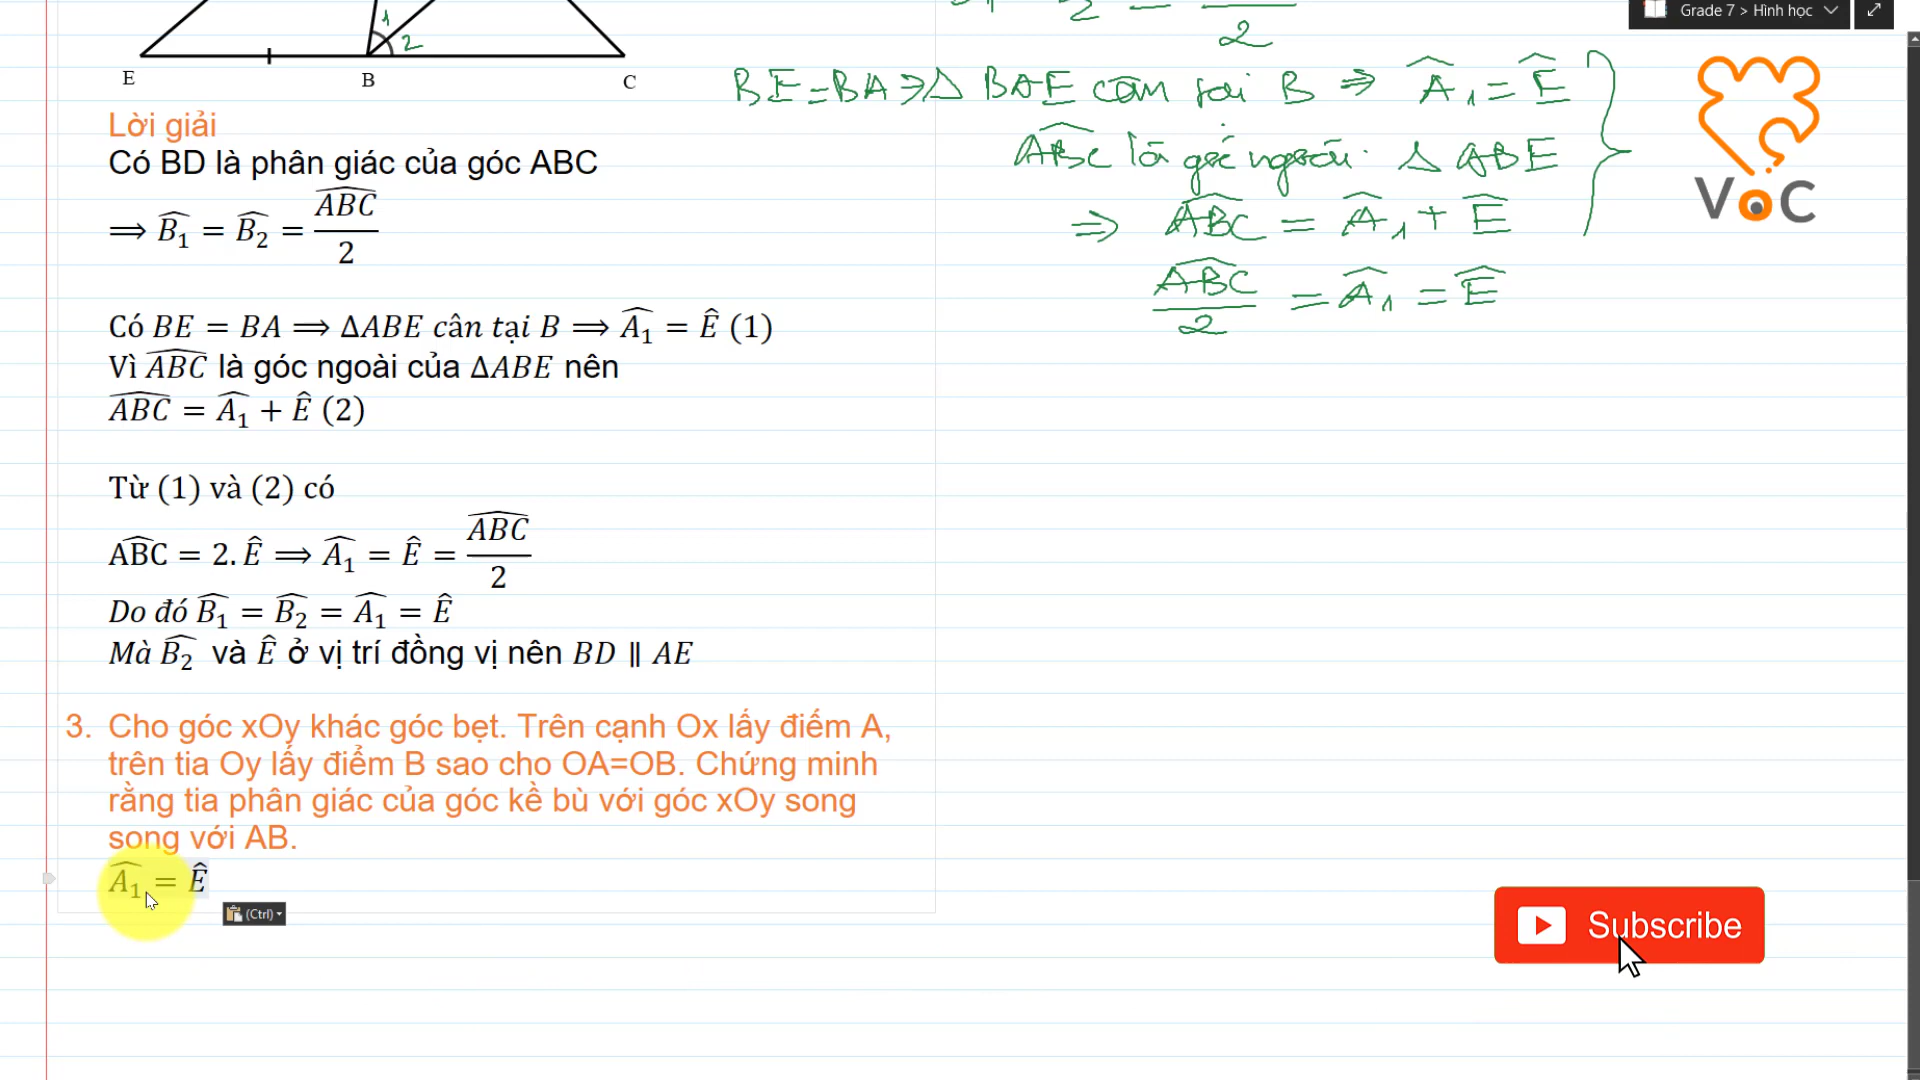 Grade 7 > Hình học
1
2
E
B
C
2
2
BE=BA⇒Δ BAE cân tại B ⇒ Â₁ = Ê
ABC là góc ngoài Δ ABE
⇒ ABC = Â₁ + Ê
ABC/2 = Â₁ = Ê
VOC
Lời giải
Có BD là phân giác của góc ABC
⟹ B̂₁ = B̂₂ = ABC/2
Có BE = BA ⟹ ΔABE cân tại B ⟹ Â₁ = Ê (1)
Vì ABC là góc ngoài của ΔABE nên
ABC = Â₁ + Ê (2)
Từ (1) và (2) có
ABC = 2. Ê ⟹ Â₁ = Ê = ABC/2
Do đó B̂₁ = B̂₂ = Â₁ = Ê
Mà B̂₂ và Ê ở vị trí đồng vị nên BD ∥ AE
3. Cho góc xOy khác góc bẹt. Trên cạnh Ox lấy điểm A,
trên tia Oy lấy điểm B sao cho OA=OB. Chứng minh
rằng tia phân giác của góc kề bù với góc xOy song
song với AB.
Â₁ = Ê
(Ctrl)
Subscribe